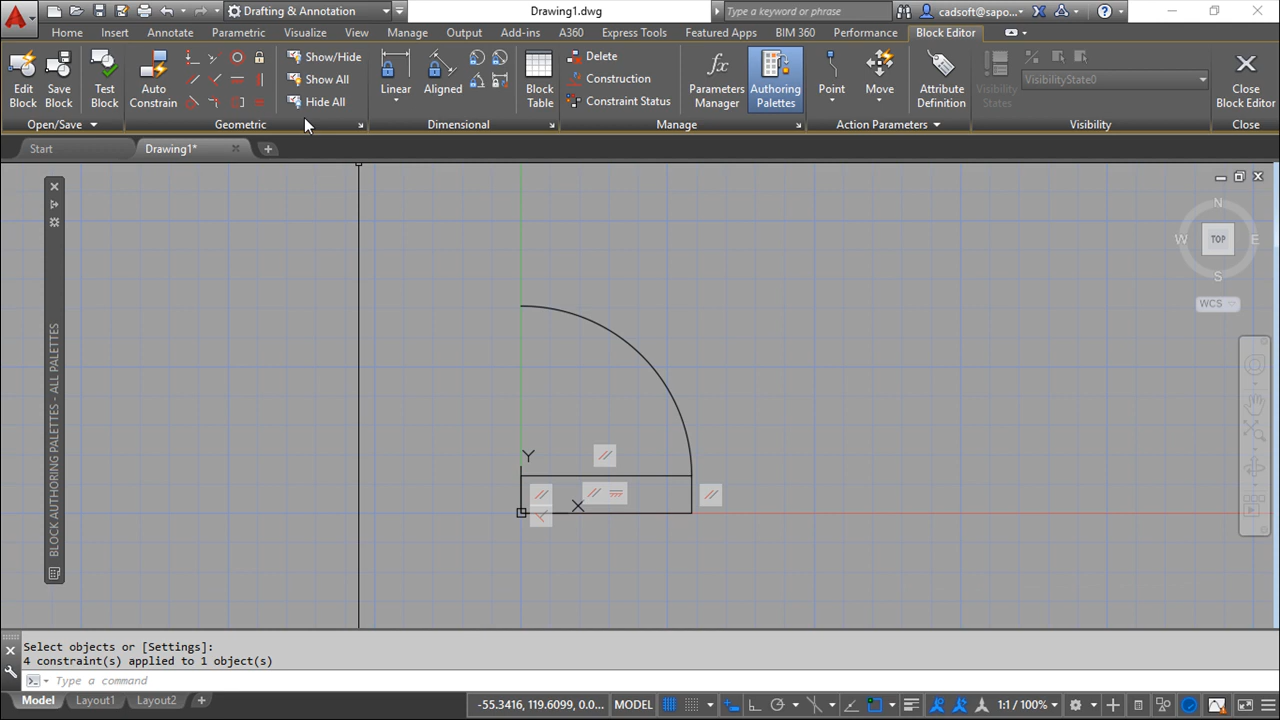 Drafting & Annotation
Drawing1.dwg
Type a keyword or phrase
cadsoft@sapo...
Home Insert Annotate Parametric Visualize View Manage Output Add-ins A360 Express Tools Featured Apps BIM 360 Performance Block Editor
Edit Block
Save Block
Test Block
Auto Constrain
Show/Hide
Show All
Hide All
Linear
Aligned
Block Table
Delete
Construction
Constraint Status
Parameters Manager
Authoring Palettes
Point
Move
Attribute Definition
Visibility States
VisibilityState0
Close Block Editor
Open/Save Geometric Dimensional Manage Action Parameters Visibility Close
Start Drawing1*
N
W TOP E
S
WCS
BLOCK AUTHORING PALETTES - ALL PALETTES
Y
X
Select objects or [Settings]:
4 constraint(s) applied to 1 object(s)
Type a command
Model Layout1 Layout2
-55.3416, 119.6099, 0.0... MODEL 1:1 / 100%